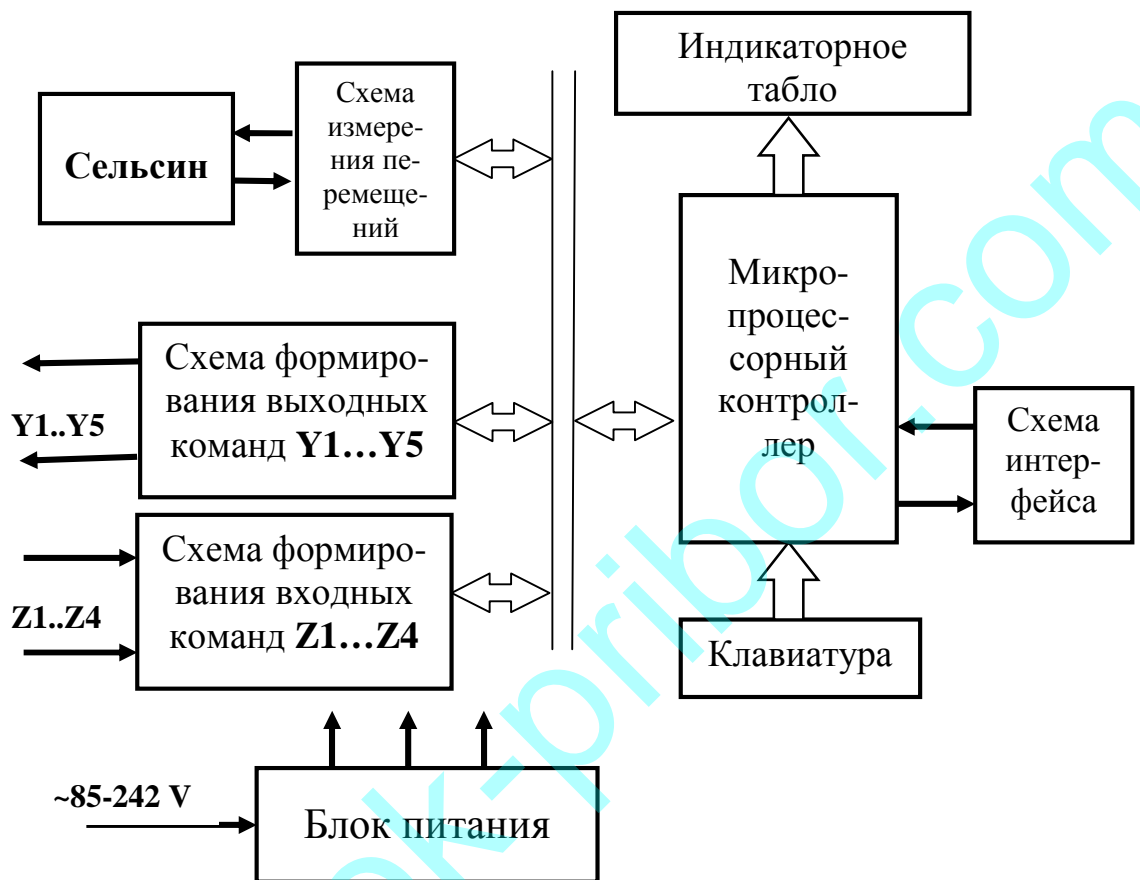 Индикаторное
табло
Схема
измере-
ния пе-
ремеще-
ний
Сельсин
Микро-
процес-
сорный
контрол-
лер
Схема формиро-
вания выходных
команд Y1...Y5
Y1..Y5
Схема
интер-
фейса
Схема формиро-
вания входных
команд Z1...Z4
Z1..Z4
Клавиатура
~85-242 V
Блок питания
ok-pribor.com